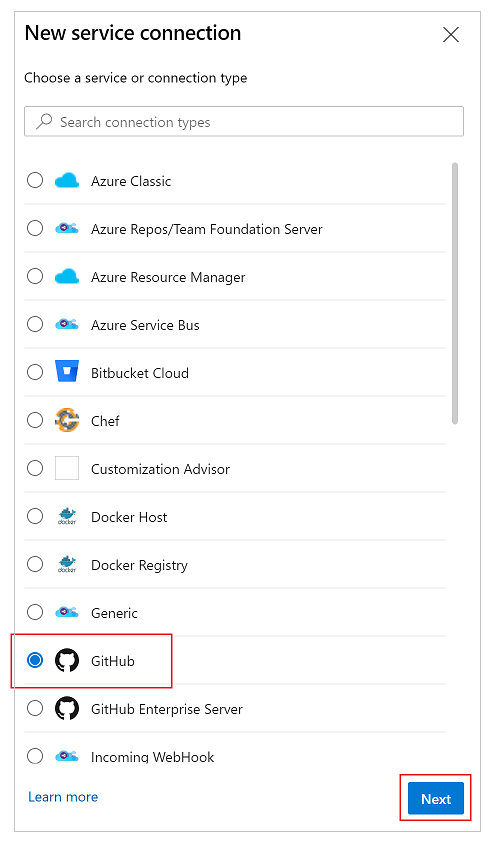 New service connection
Choose a service or connection type
Search connection types
Azure Classic
Azure Repos/Team Foundation Server
Azure Resource Manager
Azure Service Bus
Bitbucket Cloud
Chef
Customization Advisor
docker
Docker Host
docker
Docker Registry
Generic
GitHub
GitHub Enterprise Server
Incoming WebHook
Learn more
Next